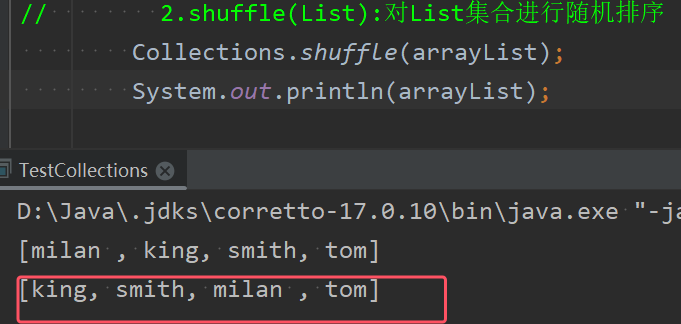 // 2.shuffle(List):对List集合进行随机排序
Collections.shuffle(arrayList);
System.out.println(arrayList);
TestCollections
D:\Java\.jdks\corretto-17.0.10\bin\java.exe "-ja
[milan , king, smith, tom]
[king, smith, milan , tom]